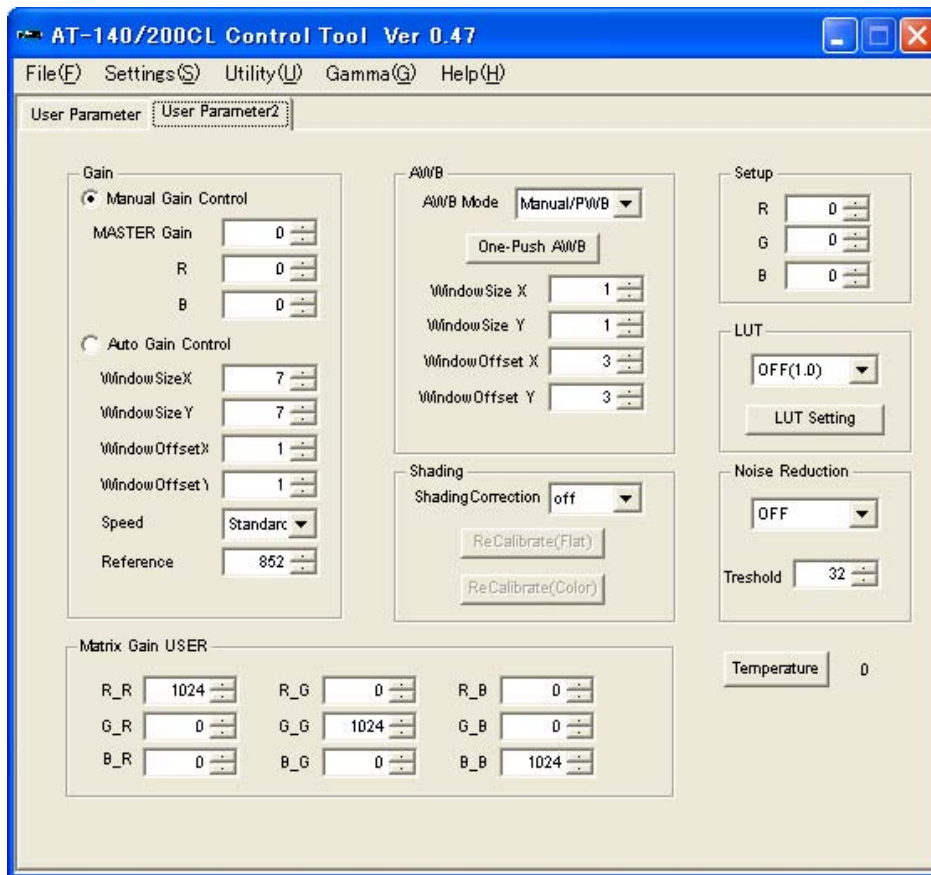 AT-140/200CL Control Tool Ver 0.47
File(F) Settings(S) Utility(U) Gamma(G) Help(H)
User Parameter User Parameter2
Gain
Manual Gain Control
MASTER Gain 0
R 0
B 0
Auto Gain Control
WindowSizeX 7
WindowSizeY 7
WindowOffsetX 1
WindowOffsetY 1
Speed Standarc
Reference 852
AWB
AWB Mode Manual/PWB
One-Push AWB
WindowSize X 1
WindowSize Y 1
WindowOffset X 3
WindowOffset Y 3
Shading
ShadingCorrection off
ReCalibrate(Flat)
ReCalibrate(Color)
Setup
R 0
G 0
B 0
LUT
OFF(1.0)
LUT Setting
Noise Reduction
OFF
Treshold 32
Matrix Gain USER
R_R 1024 R_G 0 R_B 0
G_R 0 G_G 1024 G_B 0
B_R 0 B_G 0 B_B 1024
Temperature 0